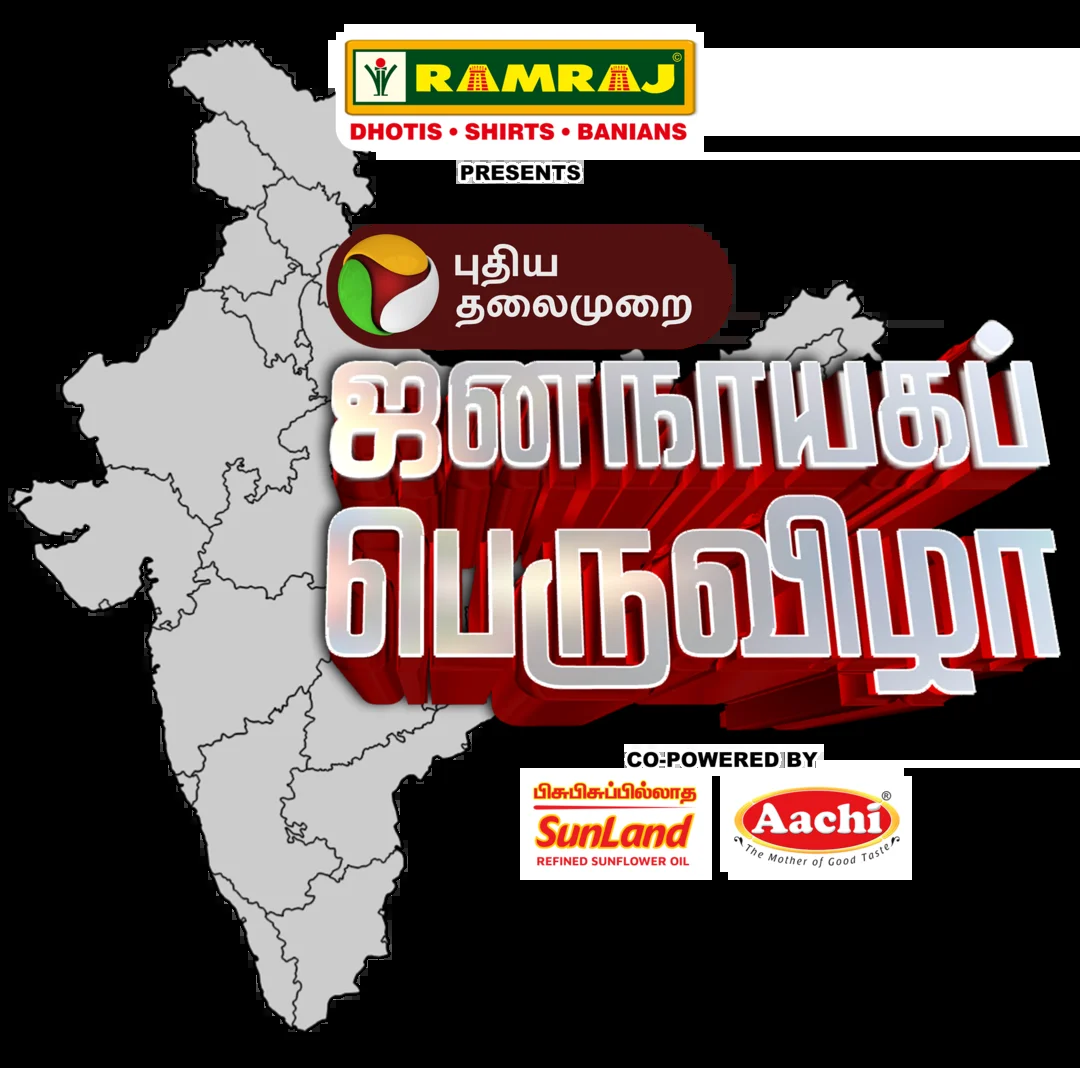 RAMRAJ ©
DHOTIS • SHIRTS • BANIANS
PRESENTS
புதிய
தலைமுறை
ஜனநாயகப்
பெருவிழா
CO-POWERED BY
பிசுபிசுப்பில்லாத
SunLand
REFINED SUNFLOWER OIL
Aachi ®
The Mother of Good Taste